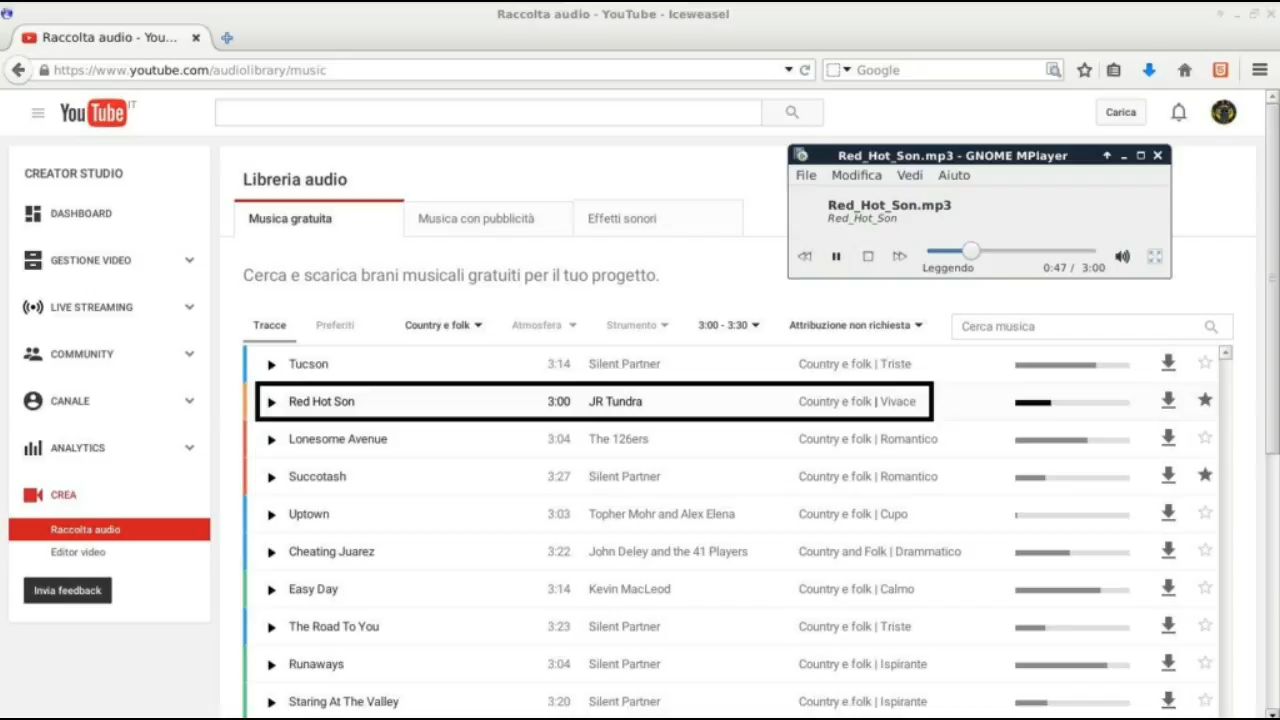 Raccolta audio - YouTube - Iceweasel
Raccolta audio - You...
https://www.youtube.com/audiolibrary/music
Google
YouTube IT
Carica
CREATOR STUDIO
DASHBOARD
GESTIONE VIDEO
LIVE STREAMING
COMMUNITY
CANALE
ANALYTICS
CREA
Raccolta audio
Editor video
Invia feedback
Libreria audio
Musica gratuita Musica con pubblicità Effetti sonori
Cerca e scarica brani musicali gratuiti per il tuo progetto.
Red_Hot_Son.mp3 - GNOME MPlayer
File Modifica Vedi Aiuto
Red_Hot_Son.mp3
Red_Hot_Son
Leggendo 0:47 / 3:00
Tracce Preferiti Country e folk Atmosfera Strumento 3:00 - 3:30 Attribuzione non richiesta Cerca musica
Tucson 3:14 Silent Partner Country e folk | Triste
Red Hot Son 3:00 JR Tundra Country e folk | Vivace
Lonesome Avenue 3:04 The 126ers Country e folk | Romantico
Succotash 3:27 Silent Partner Country e folk | Romantico
Uptown 3:03 Topher Mohr and Alex Elena Country e folk | Cupo
Cheating Juarez 3:22 John Deley and the 41 Players Country and Folk | Drammatico
Easy Day 3:14 Kevin MacLeod Country e folk | Calmo
The Road To You 3:23 Silent Partner Country e folk | Triste
Runaways 3:04 Silent Partner Country e folk | Ispirante
Staring At The Valley 3:20 Silent Partner Country e folk | Ispirante